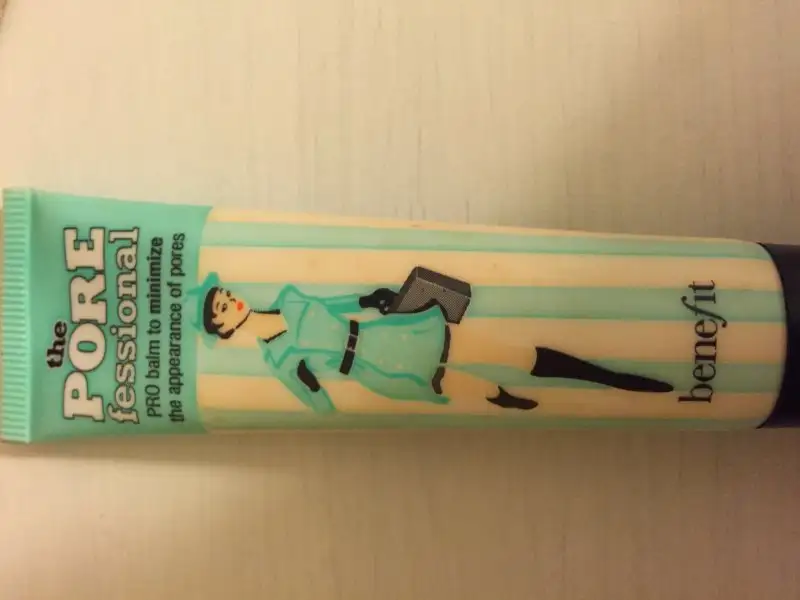 the
PORE
fessional
PRO balm to minimize
the appearance of pores
benefit